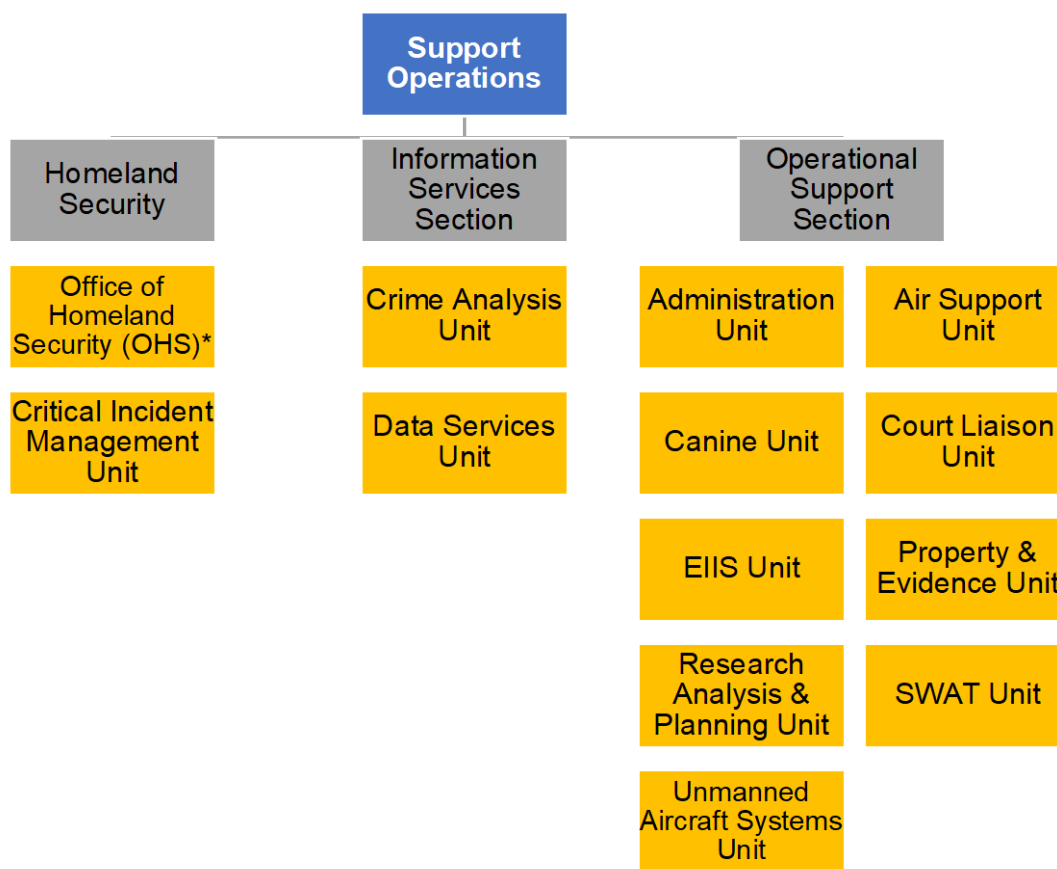 Support
Operations
Homeland
Security
Information
Services
Section
Operational
Support
Section
Office of
Homeland
Security (OHS)*
Crime Analysis
Unit
Administration
Unit
Air Support
Unit
Critical Incident
Management
Unit
Data Services
Unit
Canine Unit
Court Liaison
Unit
EIIS Unit
Property &
Evidence Unit
Research
Analysis &
Planning Unit
SWAT Unit
Unmanned
Aircraft Systems
Unit